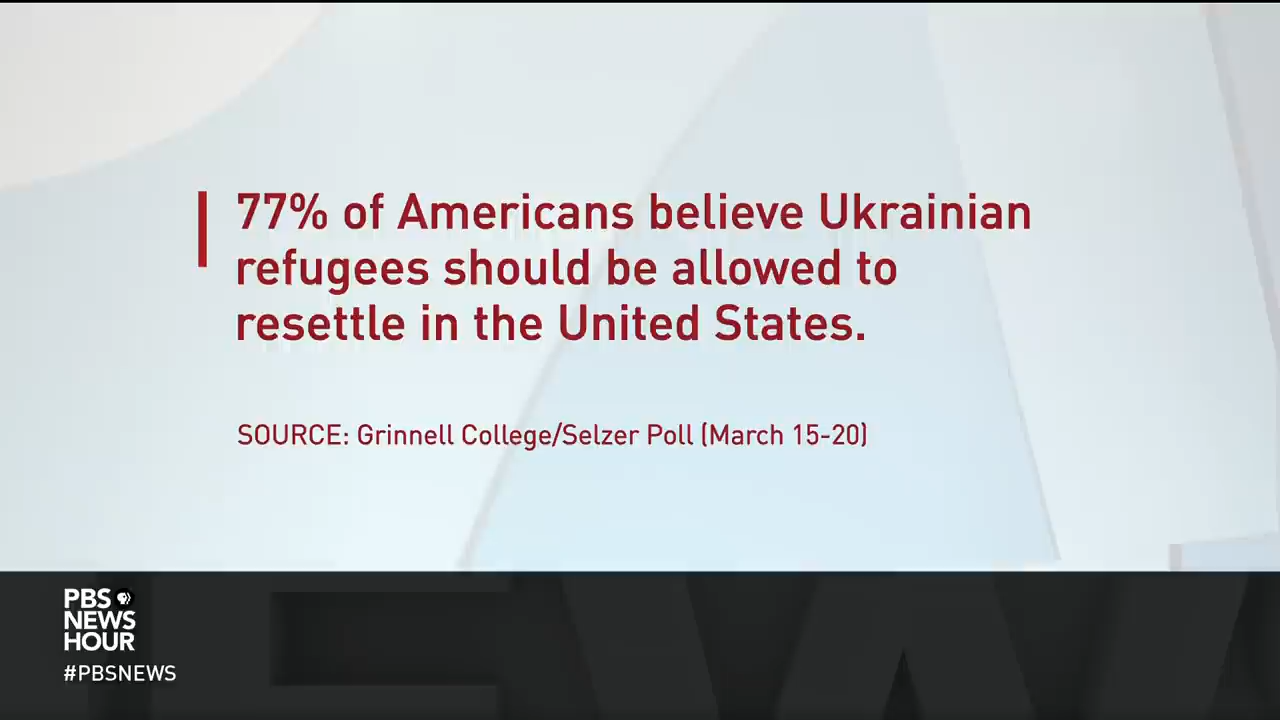 77% of Americans believe Ukrainian
refugees should be allowed to
resettle in the United States.
SOURCE: Grinnell College/Selzer Poll (March 15-20)
PBS
NEWS
HOUR
#PBSNEWS